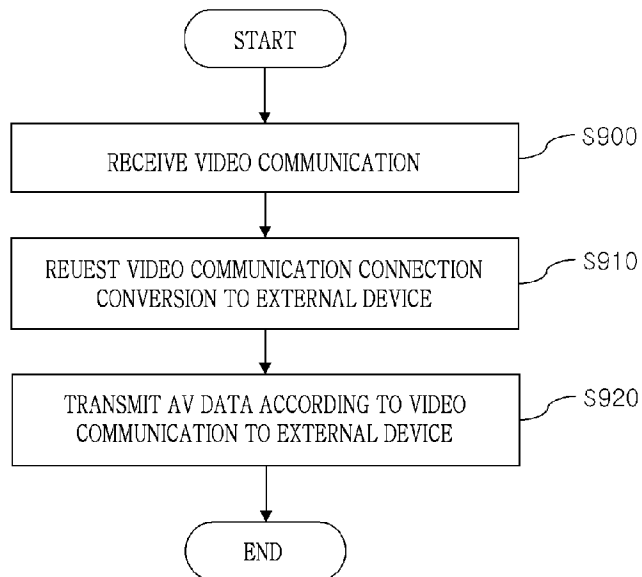 START
RECEIVE VIDEO COMMUNICATION
S900
REUEST VIDEO COMMUNICATION CONNECTION
CONVERSION TO EXTERNAL DEVICE
S910
TRANSMIT AV DATA ACCORDING TO VIDEO
COMMUNICATION TO EXTERNAL DEVICE
S920
END